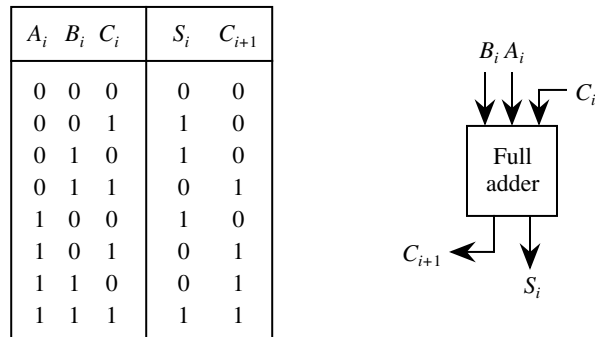 A_i B_i C_i S_i C_{i+1}
0 0 0 0 0
0 0 1 1 0
0 1 0 1 0
0 1 1 0 1
1 0 0 1 0
1 0 1 0 1
1 1 0 0 1
1 1 1 1 1
B_i A_i
C_i
Full
adder
C_{i+1}
S_i